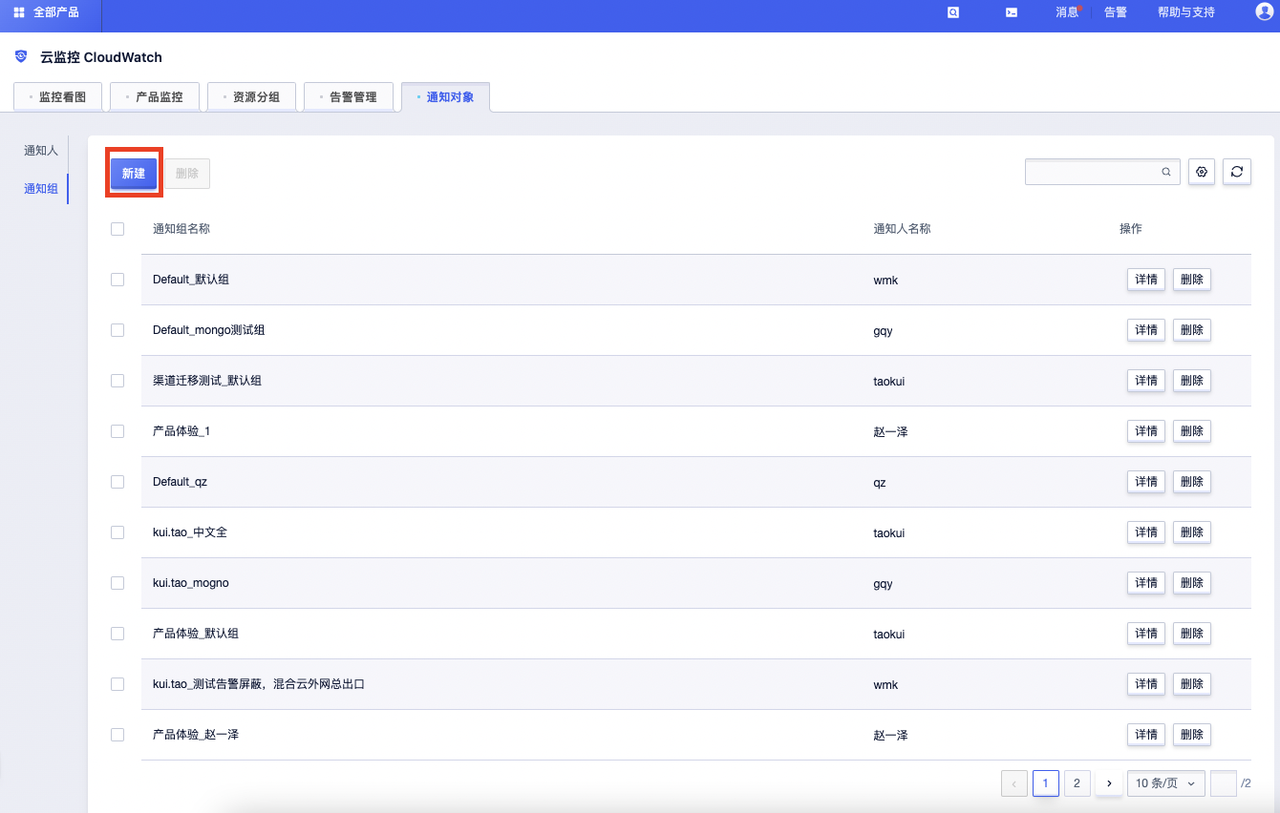 全部产品 消息 告警 帮助与支持
云监控 CloudWatch
监控看图 产品监控 资源分组 告警管理 通知对象
通知人
通知组
新建 删除
通知组名称 通知人名称 操作
Default_默认组 wmk 详情 删除
Default_mongo测试组 gqy 详情 删除
渠道迁移测试_默认组 taokui 详情 删除
产品体验_1 赵一泽 详情 删除
Default_qz qz 详情 删除
kui.tao_中文全 taokui 详情 删除
kui.tao_mogno gqy 详情 删除
产品体验_默认组 taokui 详情 删除
kui.tao_测试告警屏蔽，混合云外网总出口 wmk 详情 删除
产品体验_赵一泽 赵一泽 详情 删除
1 2 10 条/页 /2